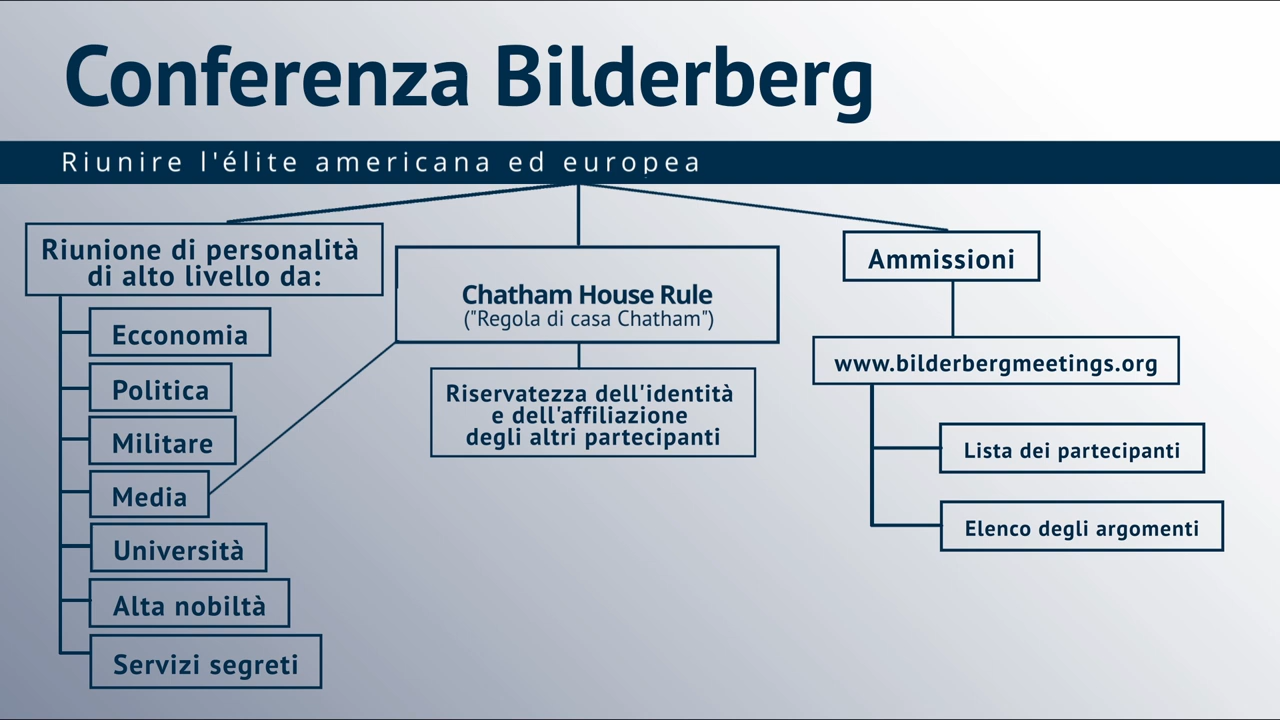 Conferenza Bilderberg
Riunire l'élite americana ed europea
Riunione di personalità
di alto livello da:
Ecconomia
Politica
Militare
Media
Università
Alta nobiltà
Servizi segreti
Chatham House Rule
("Regola di casa Chatham")
Riservatezza dell'identità
e dell'affiliazione
degli altri partecipanti
Ammissioni
www.bilderbergmeetings.org
Lista dei partecipanti
Elenco degli argomenti